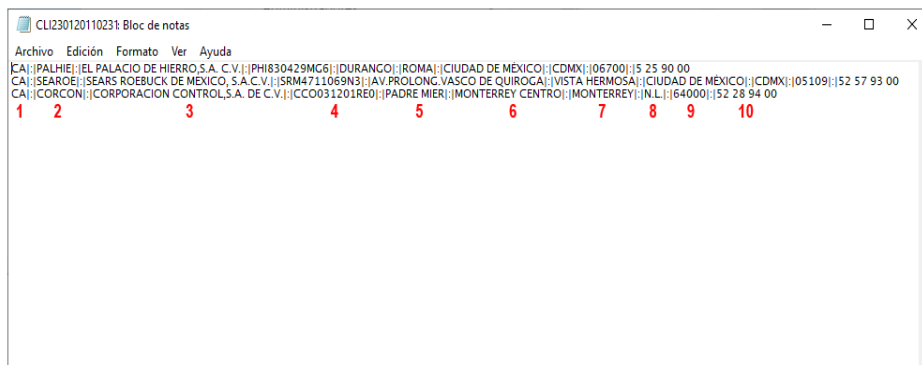 CLI230120110231: Bloc de notas
Archivo Edición Formato Ver Ayuda
CA|:|PALHIE|:|EL PALACIO DE HIERRO,S.A. C.V.|:|PHI830429MG6|:|DURANGO|:|ROMA|:|CIUDAD DE MÉXICO|:|CDMX|:|06700|:|5 25 90 00
CA|:|SEAROE|:|SEARS ROEBUCK DE MEXICO, S.A.C.V.|:|SRM4711069N3|:|AV.PROLONG.VASCO DE QUIROGA|:|VISTA HERMOSA|:|CIUDAD DE MÉXICO|:|CDMX|:|05109|:|52 57 93 00
CA|:|CORCON|:|CORPORACION CONTROL,S.A. DE C.V.|:|CCO031201RE0|:|PADRE MIER|:|MONTERREY CENTRO|:|MONTERREY|:|N.L.|:|64000|:|52 28 94 00
1 2 3 4 5 6 7 8 9 10